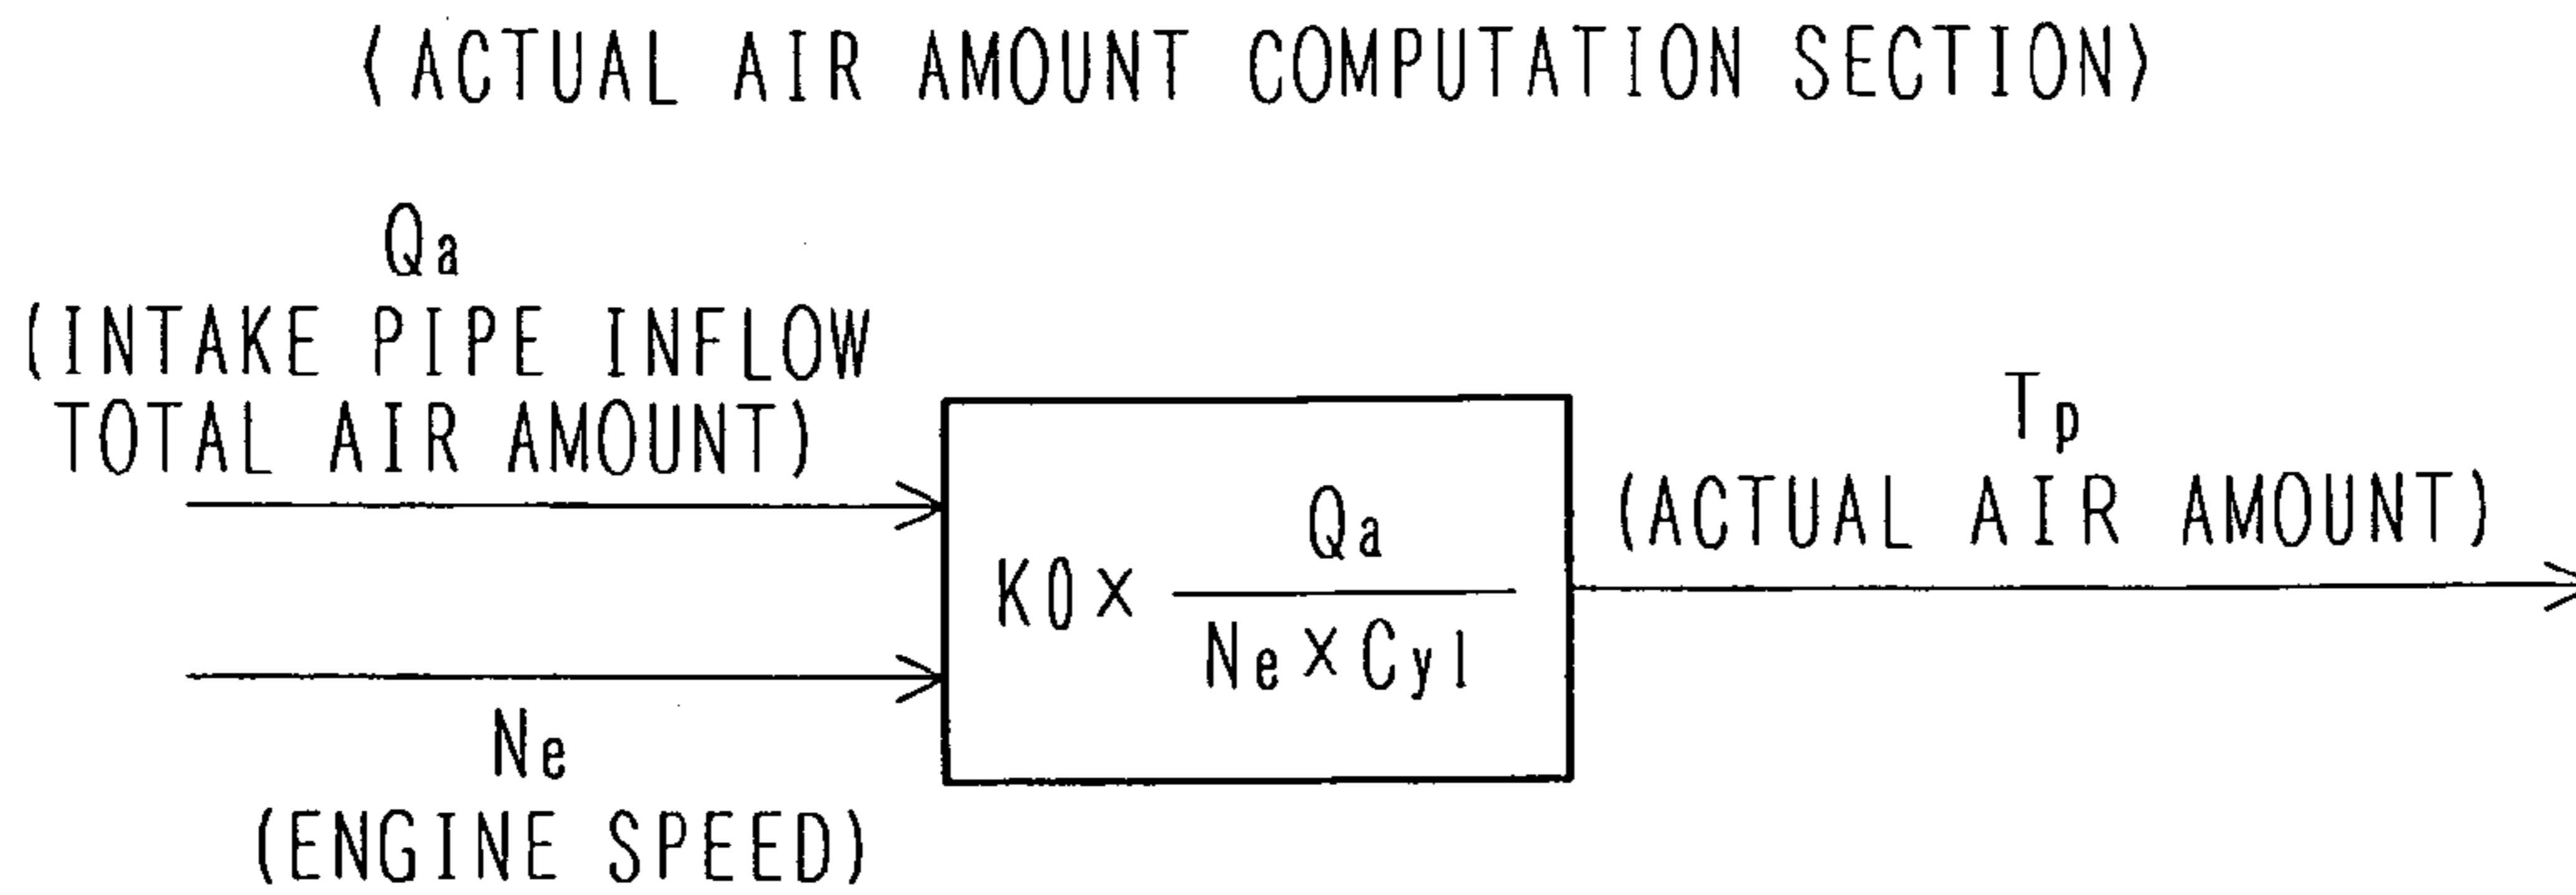 〈ACTUAL AIR AMOUNT COMPUTATION SECTION〉
Qa
(INTAKE PIPE INFLOW
TOTAL AIR AMOUNT)
Ne
(ENGINE SPEED)
K0×
Qa
Ne×Cyl
Tp
(ACTUAL AIR AMOUNT)